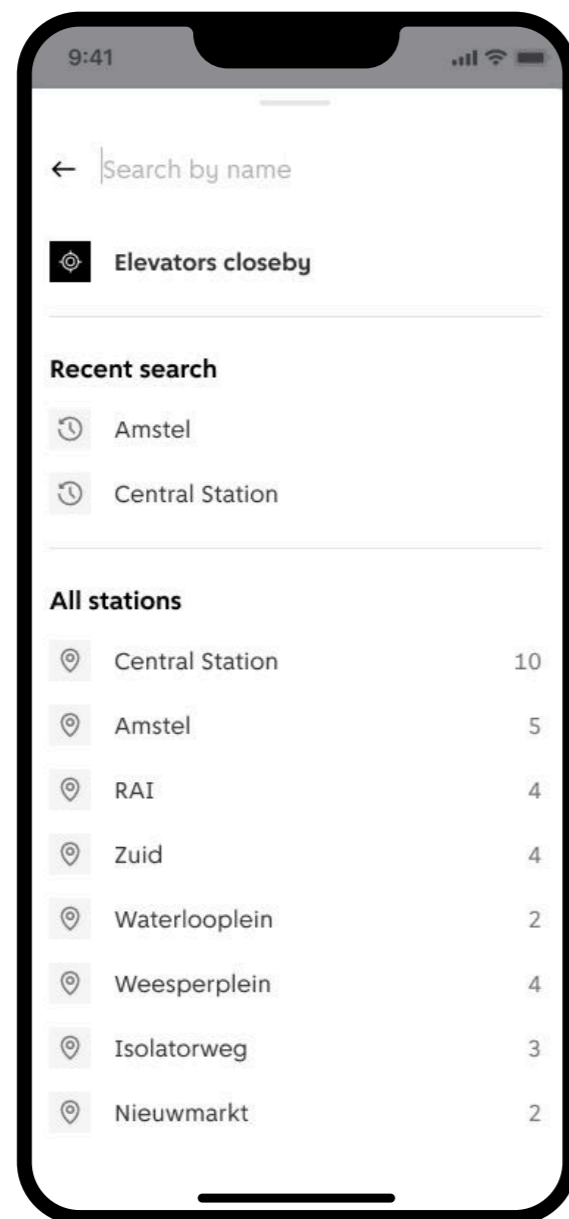 9:41
Search by name
Elevators closeby
Recent search
Amstel
Central Station
All stations
Central Station 10
Amstel 5
RAI 4
Zuid 4
Waterlooplein 2
Weesperplein 4
Isolatorweg 3
Nieuwmarkt 2